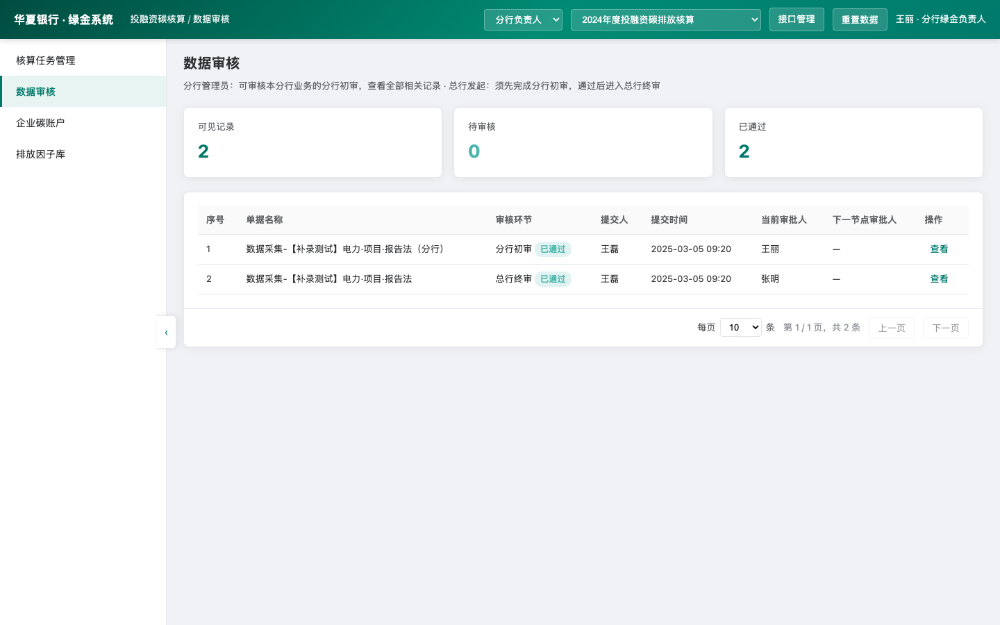 华夏银行 · 绿金系统 投融资碳核算 / 数据审核 分行负责人 2024年度投融资碳排放核算 接口管理 重置数据 王丽 · 分行绿金负责人
核算任务管理
数据审核
企业碳账户
排放因子库
数据审核
分行管理员：可审核本分行业务的分行初审，查看全部相关记录 · 总行发起：须先完成分行初审，通过后进入总行终审
可见记录
2
待审核
0
已通过
2
序号 单据名称 审核环节 提交人 提交时间 当前审批人 下一节点审批人 操作
1 数据采集-【补录测试】电力·项目·报告法（分行） 分行初审 已通过 王磊 2025-03-05 09:20 王丽 — 查看
2 数据采集-【补录测试】电力·项目·报告法 总行终审 已通过 王磊 2025-03-05 09:20 张明 — 查看
‹
每页 10 条 第 1 / 1 页，共 2 条 上一页 下一页